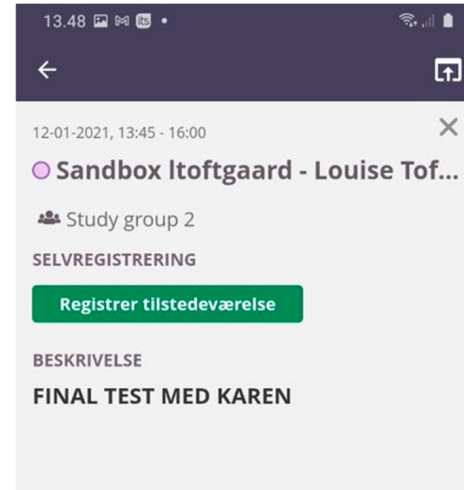 13.48
12-01-2021, 13:45 - 16:00
Sandbox ltoftgaard - Louise Tof...
Study group 2
SELVREGISTRERING
Registrer tilstedeværelse
BESKRIVELSE
FINAL TEST MED KAREN